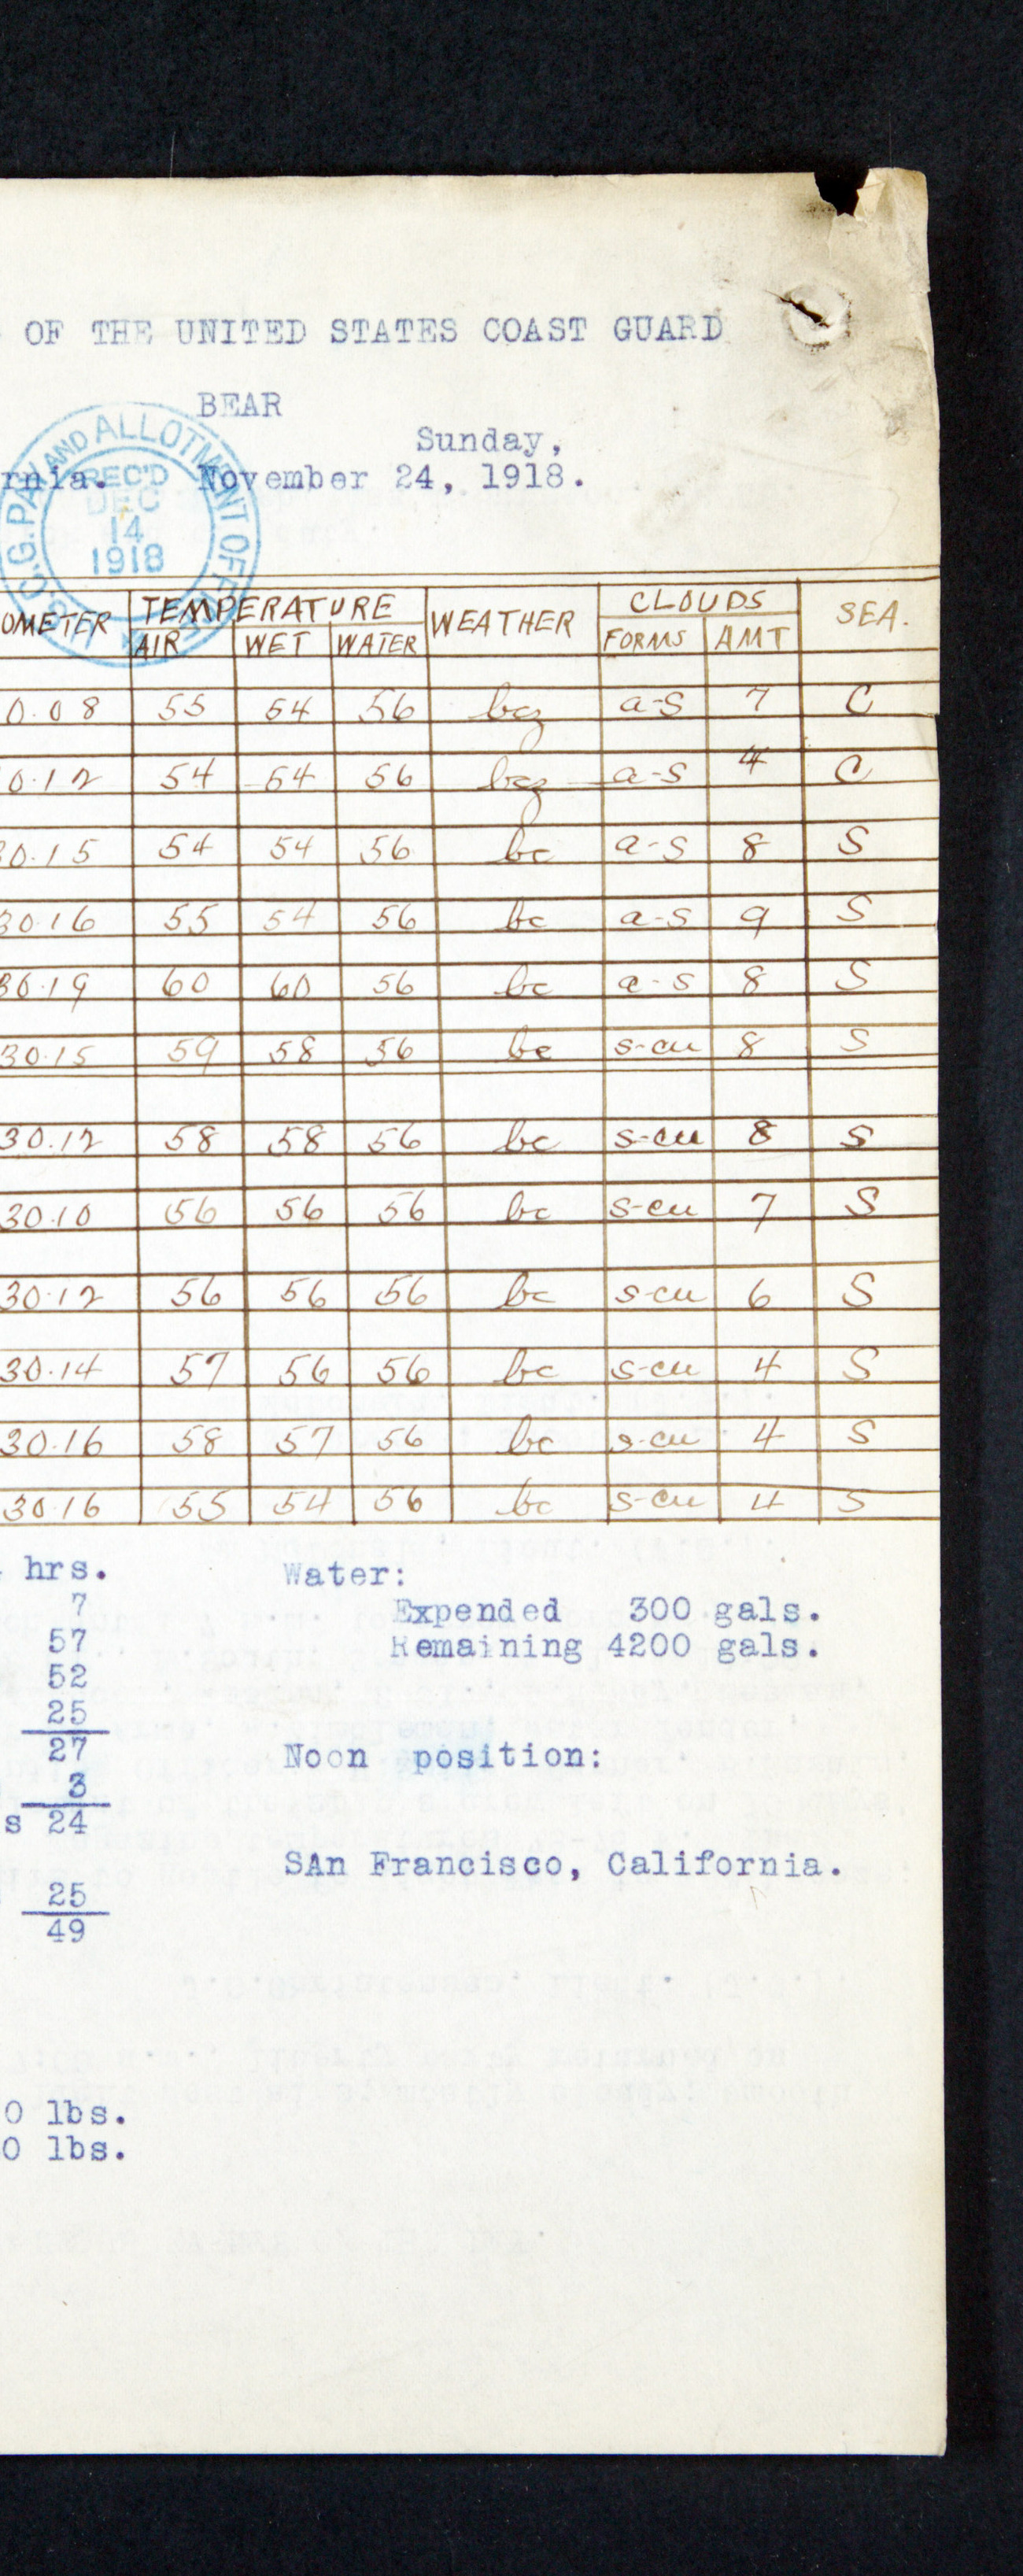 OF THE UNITED STATES COAST GUARD
BEAR
Sunday,
rnia. November 24, 1918.
C.G. PAY AND ALLOTMENT OFFICE
REC'D
DEC
14
1918
OMETER TEMPERATURE WEATHER CLOUDS SEA.
AIR WET WATER FORMS AMT
0.08 55 54 56 bcz a-s 7 C
0.12 54 54 56 bcz a-s 4 C
30.15 54 54 56 bc a-s 8 S
30.16 55 54 56 bc a-s 9 S
30.19 60 60 56 bc a-s 8 S
30.15 59 58 56 bc s-cu 8 S
30.12 58 58 56 bc s-cu 8 S
30.10 56 56 56 bc s-cu 7 S
30.12 56 56 56 bc s-cu 6 S
30.14 57 56 56 bc s-cu 4 S
30.16 58 57 56 bc s-cu 4 S
30.16 55 54 56 bc s-cu 4 S
hrs. Water:
7 Expended 300 gals.
57 Remaining 4200 gals.
52
25
27 Noon position:
3
s 24
SAn Francisco, California.
25
49
0 lbs.
0 lbs.